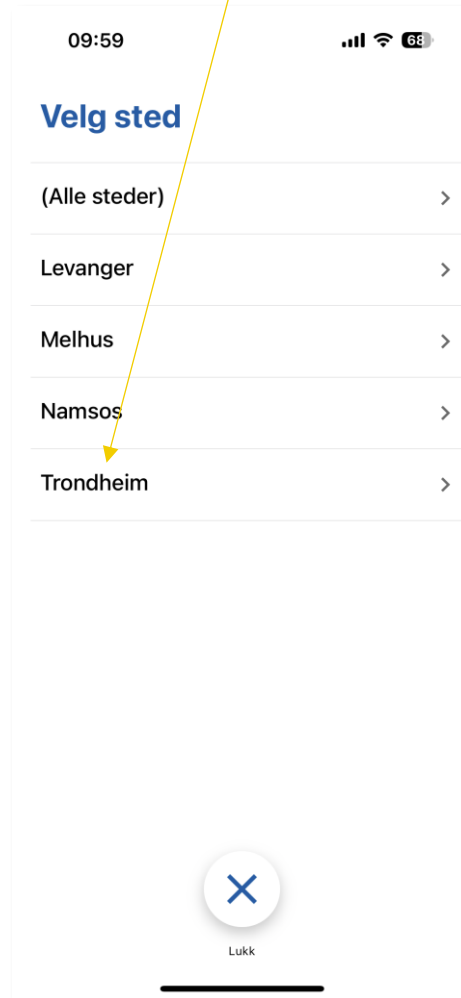 09:59
68
Velg sted
(Alle steder)
Levanger
Melhus
Namsos
Trondheim
Lukk